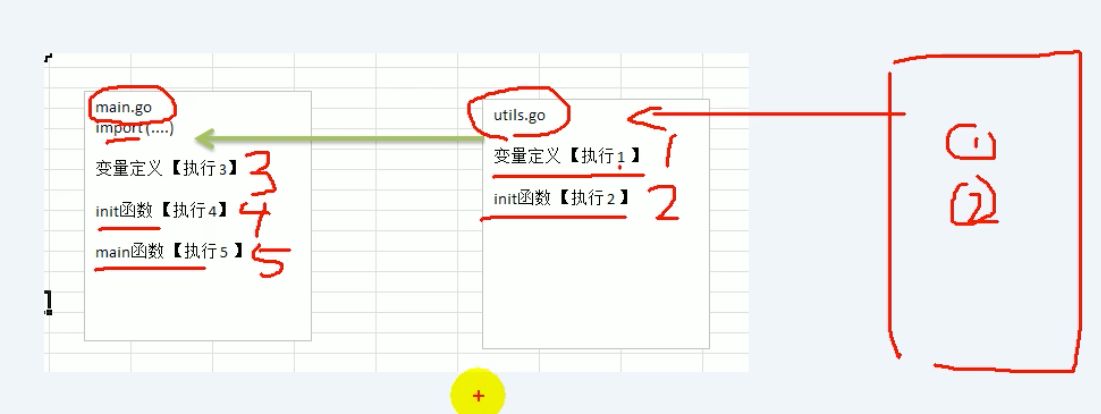 main.go
import (....)
变量定义【执行3】 3
init函数【执行4】 4
main函数【执行5 】 5
utils.go
变量定义【执行1 】 1
init函数【执行2 】 2
①
②